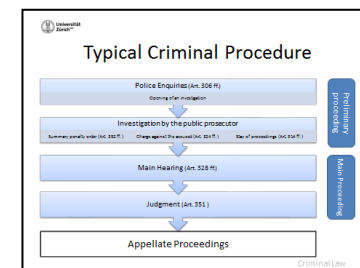 Universität
Zürich
Typical Criminal Procedure
Police Enquiries (Art. 306 ff)
Opening of an investigation
Investigation by the public prosecutor
Summary penalty order (Art. 352 ff.) Charge against the accused (Art. 324 ff.) Stay of proceedings (Art. 319 ff.)
Main Hearing (Art. 328 ff)
Judgment (Art. 351 )
Appellate Proceedings
Preliminary
proceeding
Main Proceeding
Criminal Law